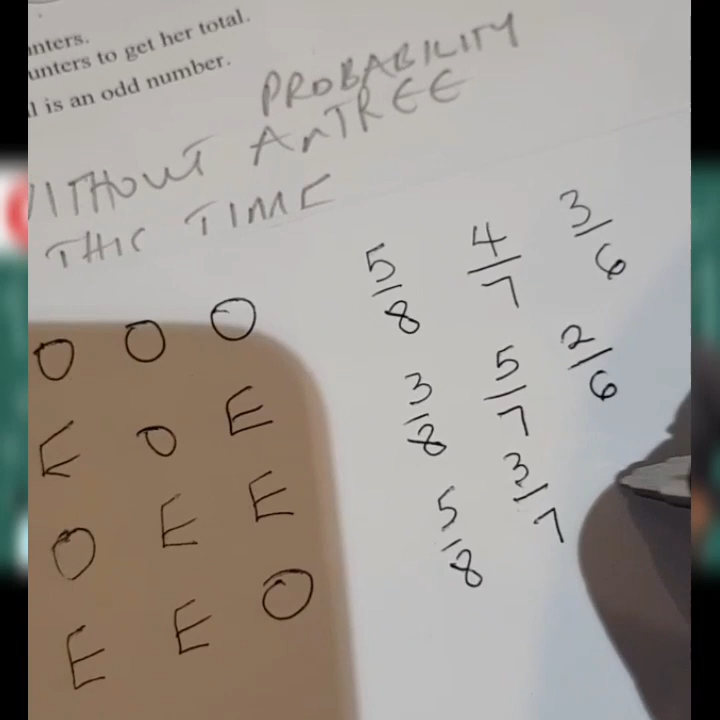 unters to get her total.
is an odd number.
PROBABILITY
WITHOUT A TREE
THIS TIME
O O O 5/8 4/7 3/6
E O E 3/8 5/7 2/6
O E E 5/8 3/7
E E O